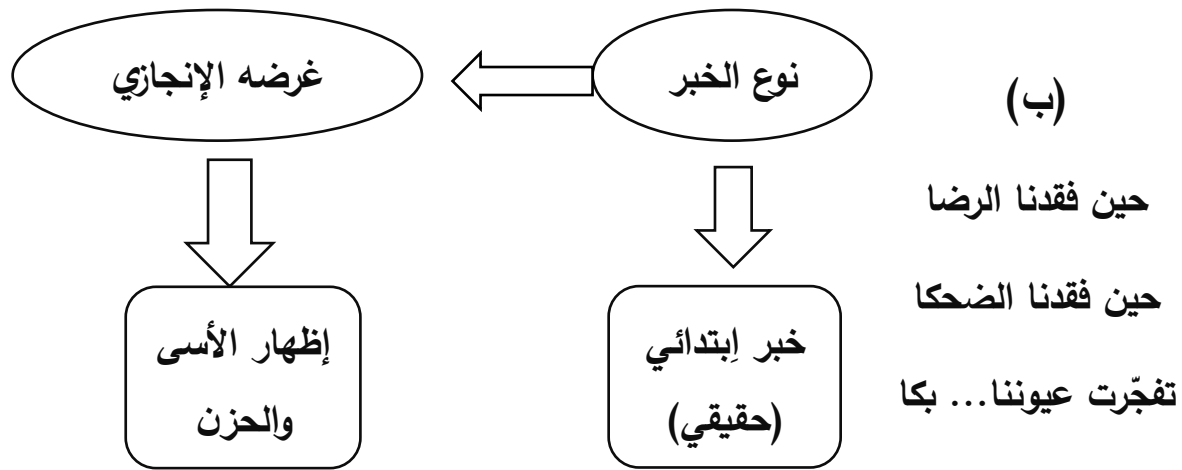 (ب)
حين فقدنا الرضا
حين فقدنا الضحكا
تفجّرت عيوننا... بكا
نوع الخبر
غرضه الإنجازي
خبر اِبتدائي
(حقيقي)
إظهار الأسى
والحزن